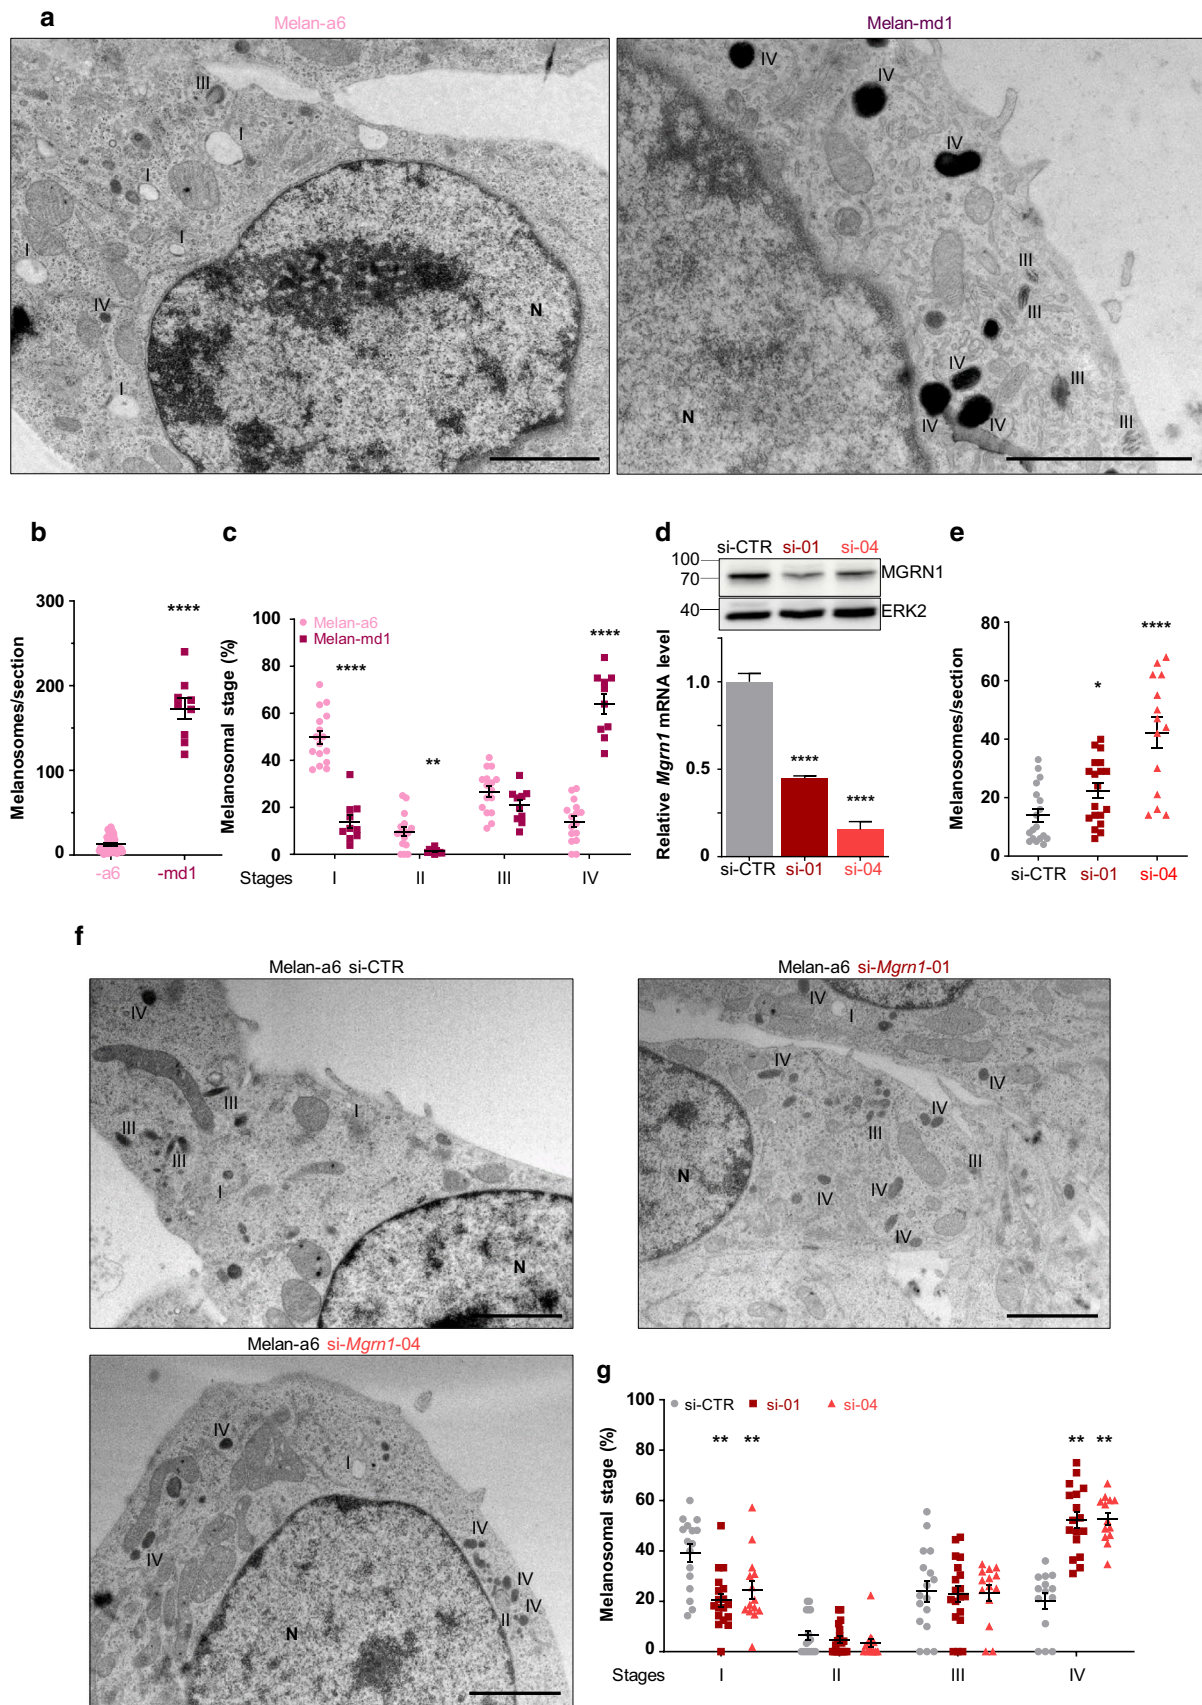 a
Melan-a6
Melan-md1
III
I
I
I
I
IV
I
N
IV
IV
IV
III
III
IV
III
IV
IV
III
N
b
Melanosomes/section
300
200
100
0
****
-a6
-md1
c
Melanosomal stage (%)
100
80
60
40
20
0
Melan-a6
Melan-md1
****
**
****
Stages
I
II
III
IV
d
si-CTR
si-01
si-04
100
70
40
MGRN1
ERK2
Relative Mgrn1 mRNA level
1.0
0.5
0
****
****
si-CTR
si-01
si-04
e
Melanosomes/section
80
60
40
20
0
*
****
si-CTR
si-01
si-04
f
Melan-a6 si-CTR
IV
III
I
III
III
I
N
Melan-a6 si-Mgrn1-01
IV
I
IV
IV
IV
III
III
N
IV
IV
IV
Melan-a6 si-Mgrn1-04
IV
I
IV
IV
IV
IV
II
N
g
Melanosomal stage (%)
100
80
60
40
20
0
si-CTR
si-01
si-04
**
**
**
**
Stages
I
II
III
IV